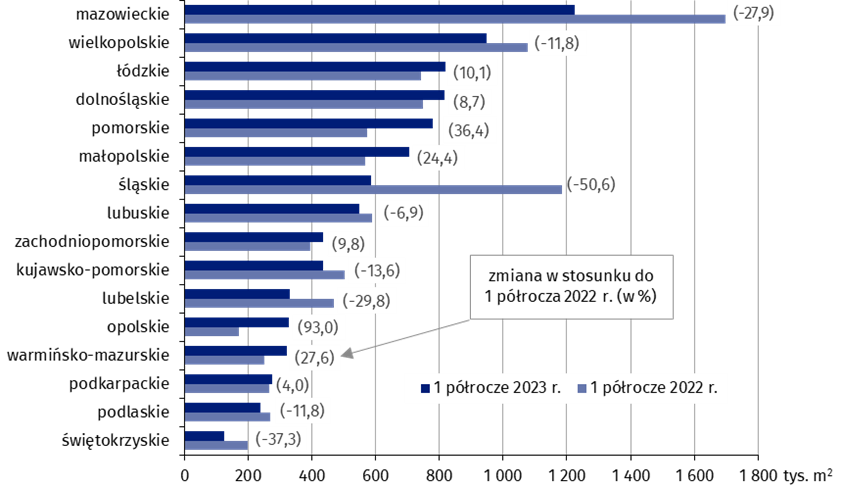 mazowieckie (-27,9)
wielkopolskie (-11,8)
łódzkie (10,1)
dolnośląskie (8,7)
pomorskie (36,4)
małopolskie (24,4)
śląskie (-50,6)
lubuskie (-6,9)
zachodniopomorskie (9,8)
kujawsko-pomorskie (-13,6)
lubelskie (-29,8)
opolskie (93,0)
warmińsko-mazurskie (27,6)
podkarpackie (4,0)
podlaskie (-11,8)
świętokrzyskie (-37,3)
zmiana w stosunku do
1 półrocza 2022 r. (w %)
1 półrocze 2023 r. 1 półrocze 2022 r.
0 200 400 600 800 1 000 1 200 1 400 1 600 1 800 tys. m²